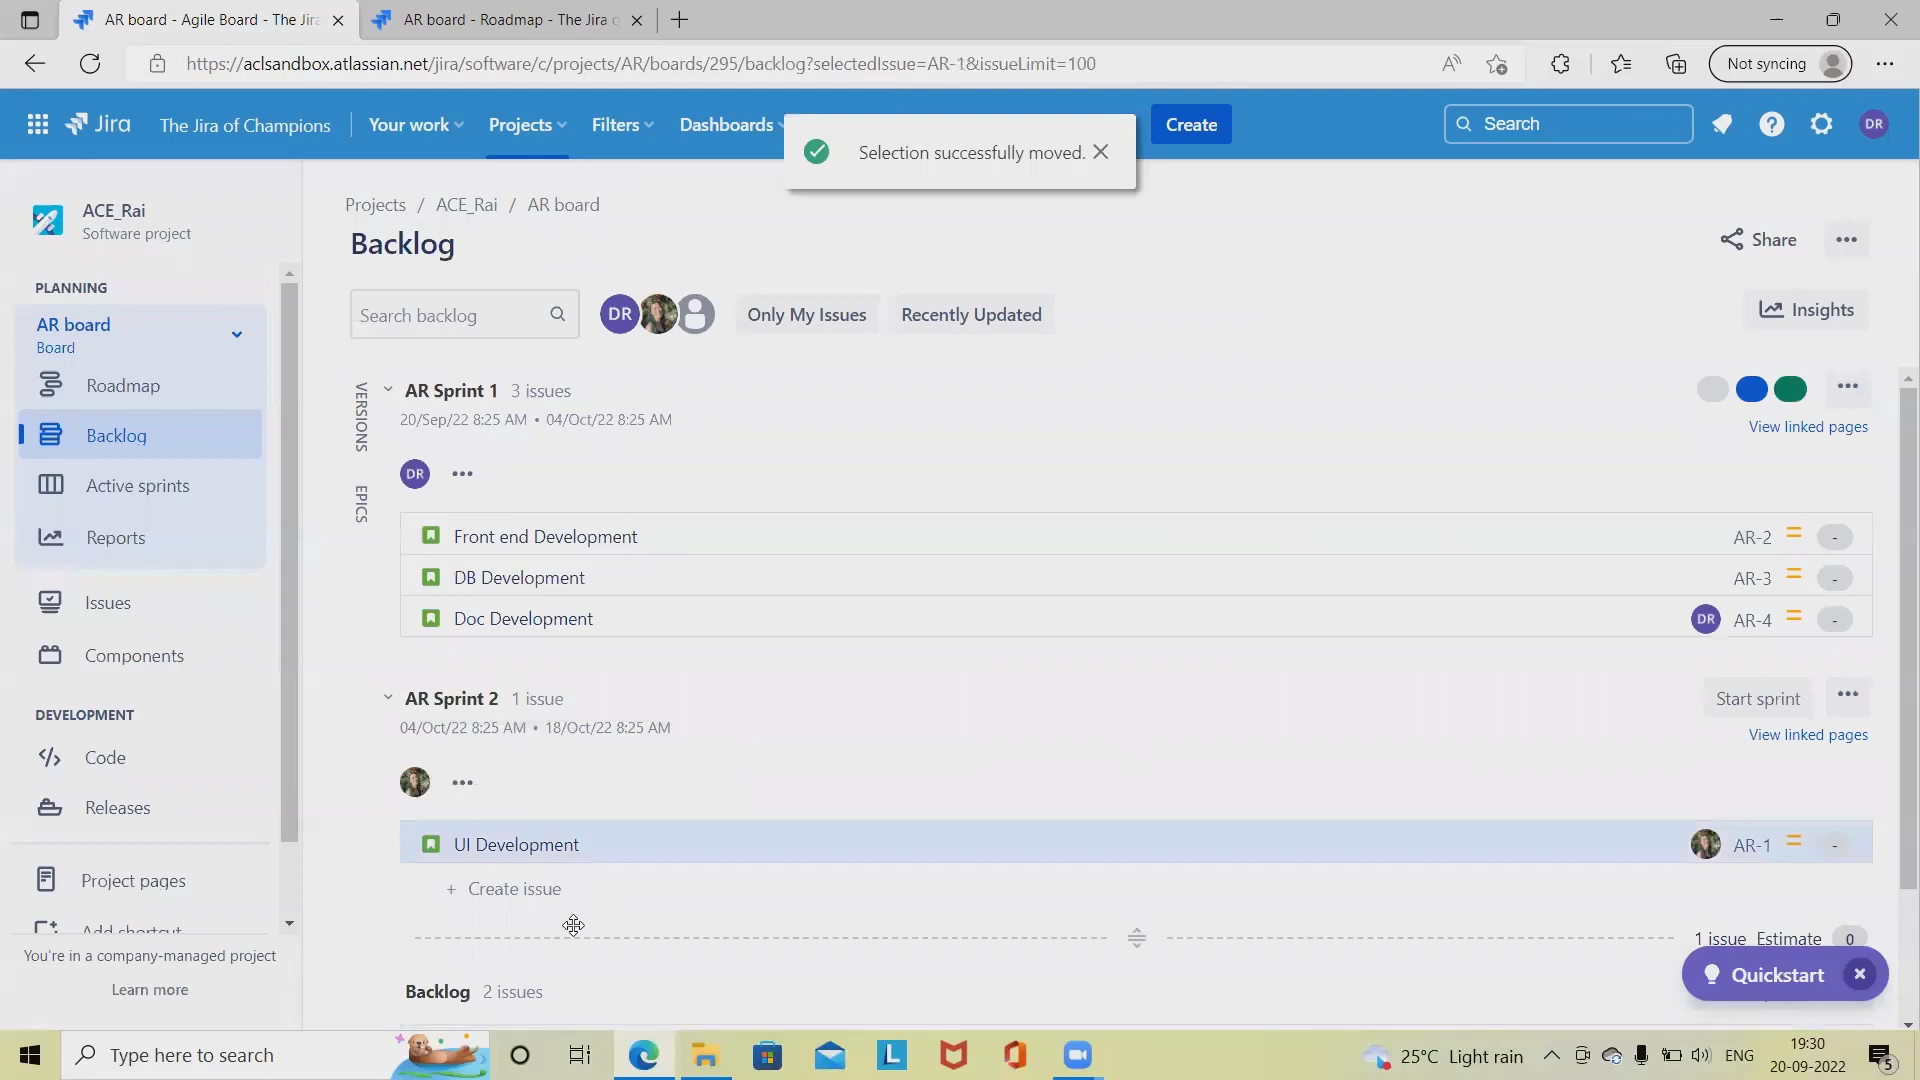 AR board - Agile Board - The Jira
AR board - Roadmap - The Jira o
https://aclsandbox.atlassian.net/jira/software/c/projects/AR/boards/295/backlog?selectedIssue=AR-1&issueLimit=100
Not syncing
Jira
The Jira of Champions
Your work
Projects
Filters
Dashboards
Create
Search
DR
Selection successfully moved.
ACE_Rai
Software project
Projects / ACE_Rai / AR board
Backlog
Share
PLANNING
AR board
Board
Roadmap
Backlog
Active sprints
Reports
Issues
Components
DEVELOPMENT
Code
Releases
Project pages
Add shortcut
You're in a company-managed project
Learn more
Search backlog
DR
Only My Issues
Recently Updated
Insights
VERSIONS
EPICS
AR Sprint 1 3 issues
20/Sep/22 8:25 AM • 04/Oct/22 8:25 AM
View linked pages
DR
Front end Development AR-2 -
DB Development AR-3 -
Doc Development DR AR-4 -
AR Sprint 2 1 issue
Start sprint
04/Oct/22 8:25 AM • 18/Oct/22 8:25 AM
View linked pages
UI Development AR-1 -
+ Create issue
1 issue Estimate 0
Quickstart
Backlog 2 issues
Type here to search
L
25°C Light rain
ENG
19:30
20-09-2022
5